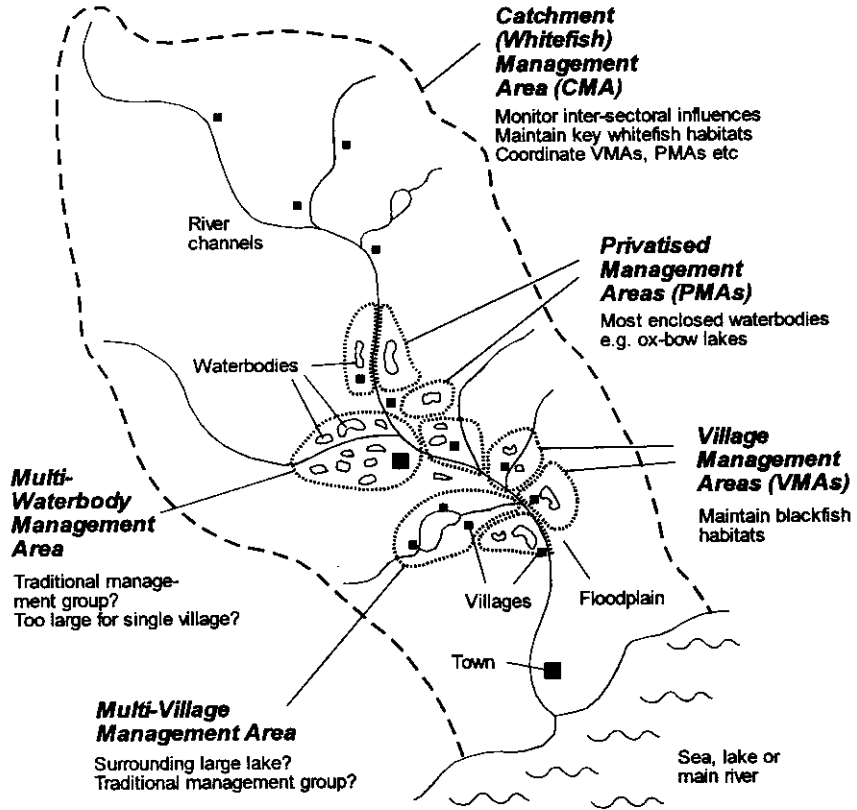 Catchment
(Whitefish)
Management
Area (CMA)
Monitor inter-sectoral influences
Maintain key whitefish habitats
Coordinate VMAs, PMAs etc
River
channels
Privatised
Management
Areas (PMAs)
Most enclosed waterbodies
e.g. ox-bow lakes
Waterbodies
Village
Management
Areas (VMAs)
Maintain blackfish
habitats
Multi-
Waterbody
Management
Area
Traditional manage-
ment group?
Too large for single village?
Villages
Floodplain
Town
Multi-Village
Management Area
Surrounding large lake?
Traditional management group?
Sea, lake or
main river